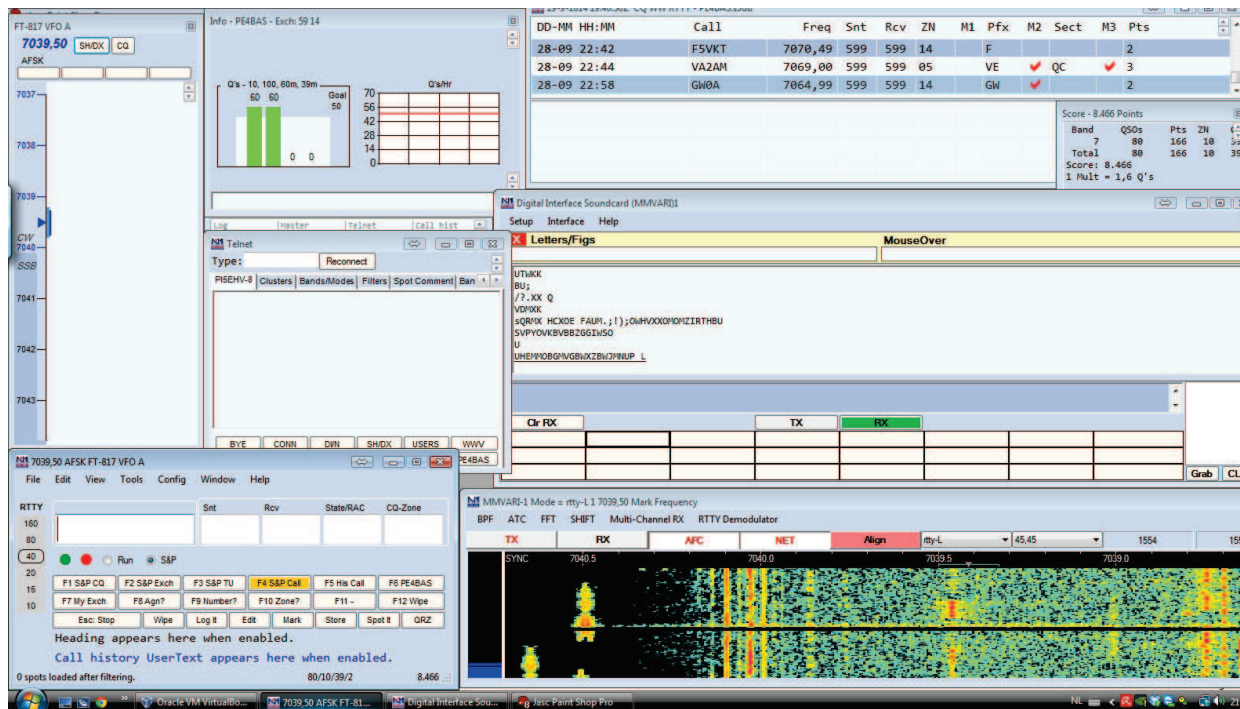 FT-817 VFO A
7039,50 SH/DX CQ
AFSK
7037
7038
7039
CW
7040
SSB
7041
7042
7043
Info - PE4BAS - Exch: 59 14
Q's - 10, 100, 60m, 39m
60 60 Goal
50
0 0
Q's/Hr
70
56
42
28
14
0
Log Master Telnet Call hist
DD-MM HH:MM Call Freq Snt Rcv ZN M1 Pfx M2 Sect M3 Pts
28-09 22:42 F5VKT 7070,49 599 599 14 F 2
28-09 22:44 VA2AM 7069,00 599 599 05 VE QC 3
28-09 22:58 GW0A 7064,99 599 599 14 GW 2
Score - 8.466 Points
Band QSOs Pts ZN
7 80 166 10
Total 80 166 10 39
Score: 8.466
1 Mult = 1,6 Q's
Telnet
Type: Reconnect
PI5EHV-8 Clusters Bands/Modes Filters Spot Comment Ban
BYE CONN DI/N SH/DX USERS WWV
PE4BAS
Digital Interface Soundcard (MMVARI)1
Setup Interface Help
X Letters/Figs MouseOver
UTWKK
BU;
/?.XX Q
VDMXK
sQRMX HCXOE FAUM.;!);OWHVXXOMOMZIRTHBU
SVPYOVKBVBBZGGIWSO
U
UHEMMOBGMVGBWXZBWJMNUP L
Clr RX TX RX
Grab CL
7039,50 AFSK FT-817 VFO A
File Edit View Tools Config Window Help
RTTY Snt Rcv State/RAC CQ-Zone
160
80
40
20
15
10
Run S&P
F1 S&P CQ F2 S&P Exch F3 S&P TU F4 S&P Call F5 His Call F6 PE4BAS
F7 My Exch F8 Agn? F9 Number? F10 Zone? F11 - F12 Wipe
Esc: Stop Wipe Log It Edit Mark Store Spot It QRZ
Heading appears here when enabled.
Call history UserText appears here when enabled.
0 spots loaded after filtering. 80/10/39/2 8.466
MMVARI-1 Mode = rtty-L 1 7039,50 Mark Frequency
BPF ATC FFT SHIFT Multi-Channel RX RTTY Demodulator
TX RX AFC NET Align rtty-L 45,45 1554
SYNC 7040.5 7040.0 7039.5 7039.0
Oracle VM VirtualBo... 7039,50 AFSK FT-81... Digital Interface Sou... Jasc Paint Shop Pro
NL